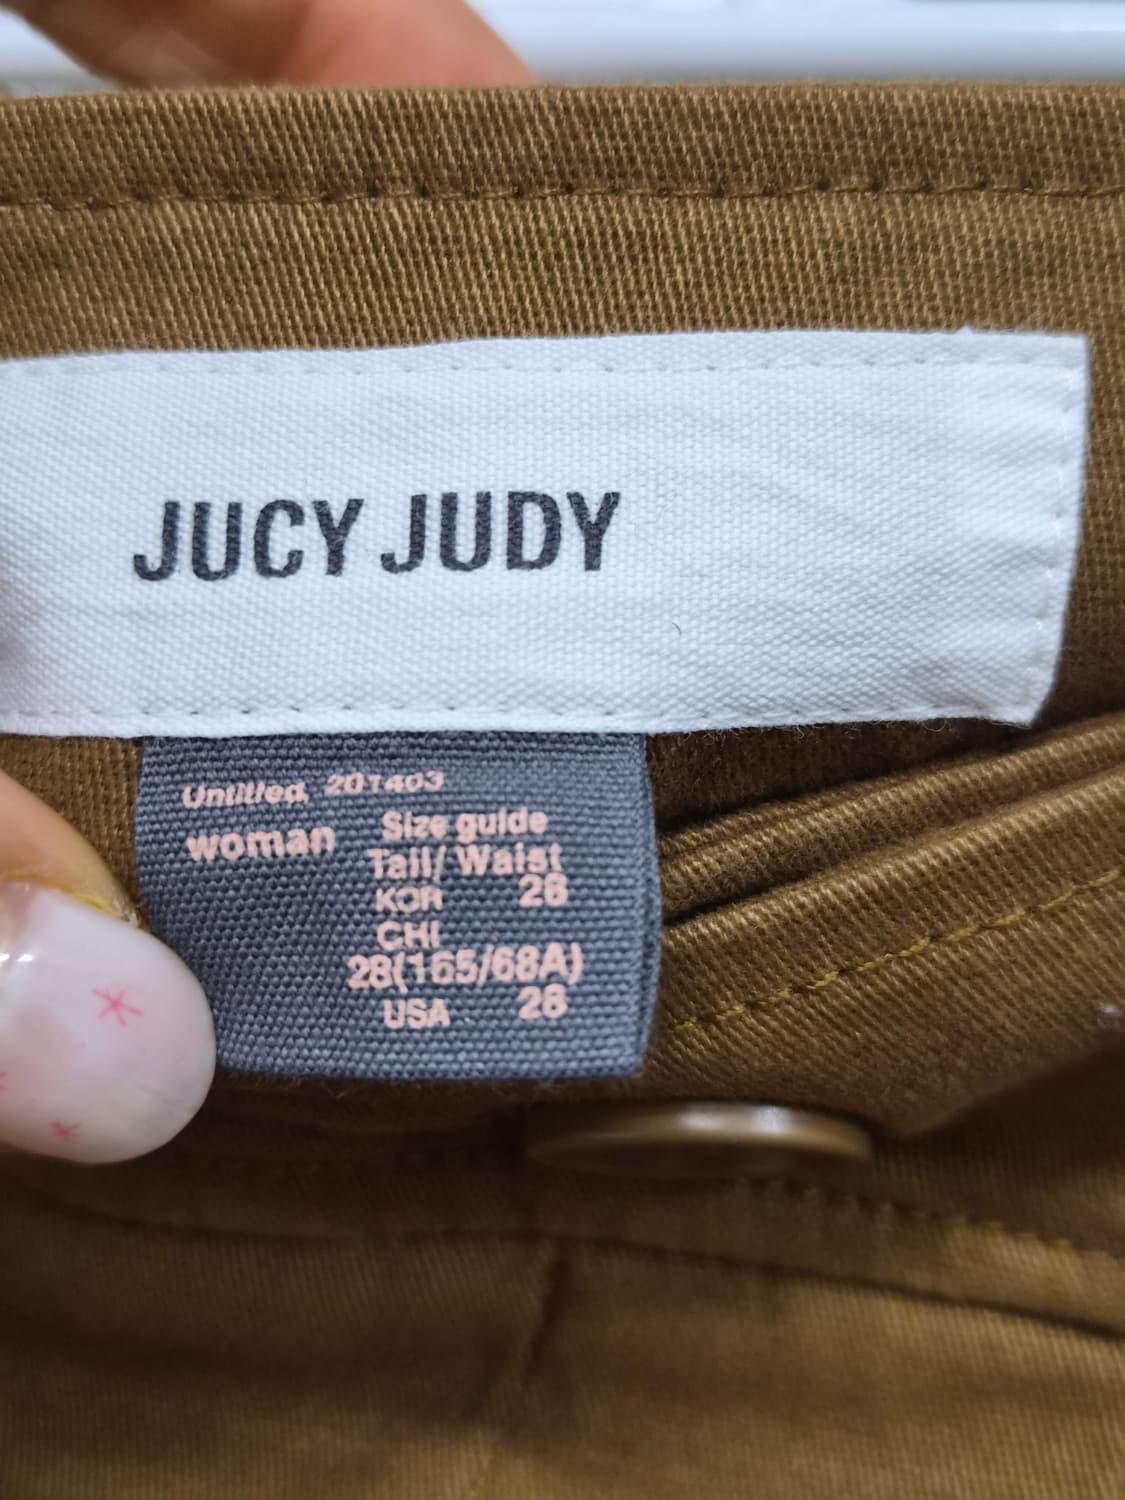 JUCY JUDY
Untitled, 201403
woman
Size guide
Tall/ Waist
KOR 28
CHI
28(165/68A)
USA 28